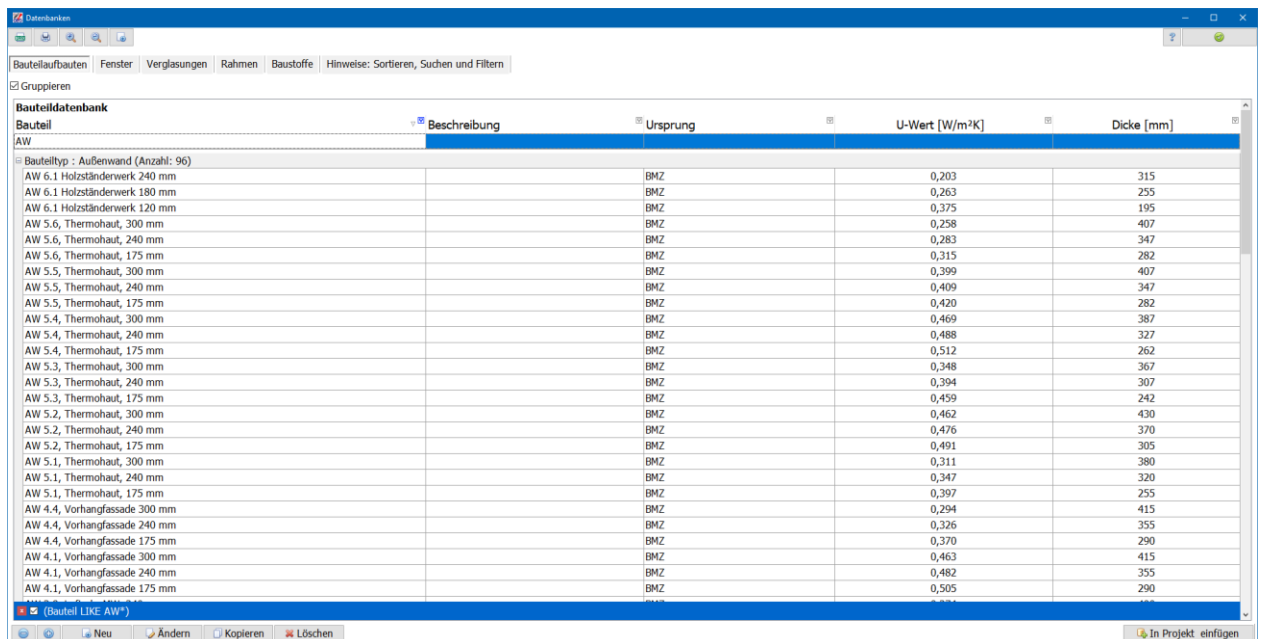 Datenbanken
Bauteilaufbauten Fenster Verglasungen Rahmen Baustoffe Hinweise: Sortieren, Suchen und Filtern
Gruppieren
Bauteildatenbank
Bauteil Beschreibung Ursprung U-Wert [W/m²K] Dicke [mm]
AW
Bauteiltyp : Außenwand (Anzahl: 96)
AW 6.1 Holzständerwerk 240 mm BMZ 0,203 315
AW 6.1 Holzständerwerk 180 mm BMZ 0,263 255
AW 6.1 Holzständerwerk 120 mm BMZ 0,375 195
AW 5.6, Thermohaut, 300 mm BMZ 0,258 407
AW 5.6, Thermohaut, 240 mm BMZ 0,283 347
AW 5.6, Thermohaut, 175 mm BMZ 0,315 282
AW 5.5, Thermohaut, 300 mm BMZ 0,399 407
AW 5.5, Thermohaut, 240 mm BMZ 0,409 347
AW 5.5, Thermohaut, 175 mm BMZ 0,420 282
AW 5.4, Thermohaut, 300 mm BMZ 0,469 387
AW 5.4, Thermohaut, 240 mm BMZ 0,488 327
AW 5.4, Thermohaut, 175 mm BMZ 0,512 262
AW 5.3, Thermohaut, 300 mm BMZ 0,348 367
AW 5.3, Thermohaut, 240 mm BMZ 0,394 307
AW 5.3, Thermohaut, 175 mm BMZ 0,459 242
AW 5.2, Thermohaut, 300 mm BMZ 0,462 430
AW 5.2, Thermohaut, 240 mm BMZ 0,476 370
AW 5.2, Thermohaut, 175 mm BMZ 0,491 305
AW 5.1, Thermohaut, 300 mm BMZ 0,311 380
AW 5.1, Thermohaut, 240 mm BMZ 0,347 320
AW 5.1, Thermohaut, 175 mm BMZ 0,397 255
AW 4.4, Vorhangfassade 300 mm BMZ 0,294 415
AW 4.4, Vorhangfassade 240 mm BMZ 0,326 355
AW 4.4, Vorhangfassade 175 mm BMZ 0,370 290
AW 4.1, Vorhangfassade 300 mm BMZ 0,463 415
AW 4.1, Vorhangfassade 240 mm BMZ 0,482 355
AW 4.1, Vorhangfassade 175 mm BMZ 0,505 290
(Bauteil LIKE AW*)
Neu Ändern Kopieren Löschen In Projekt einfügen